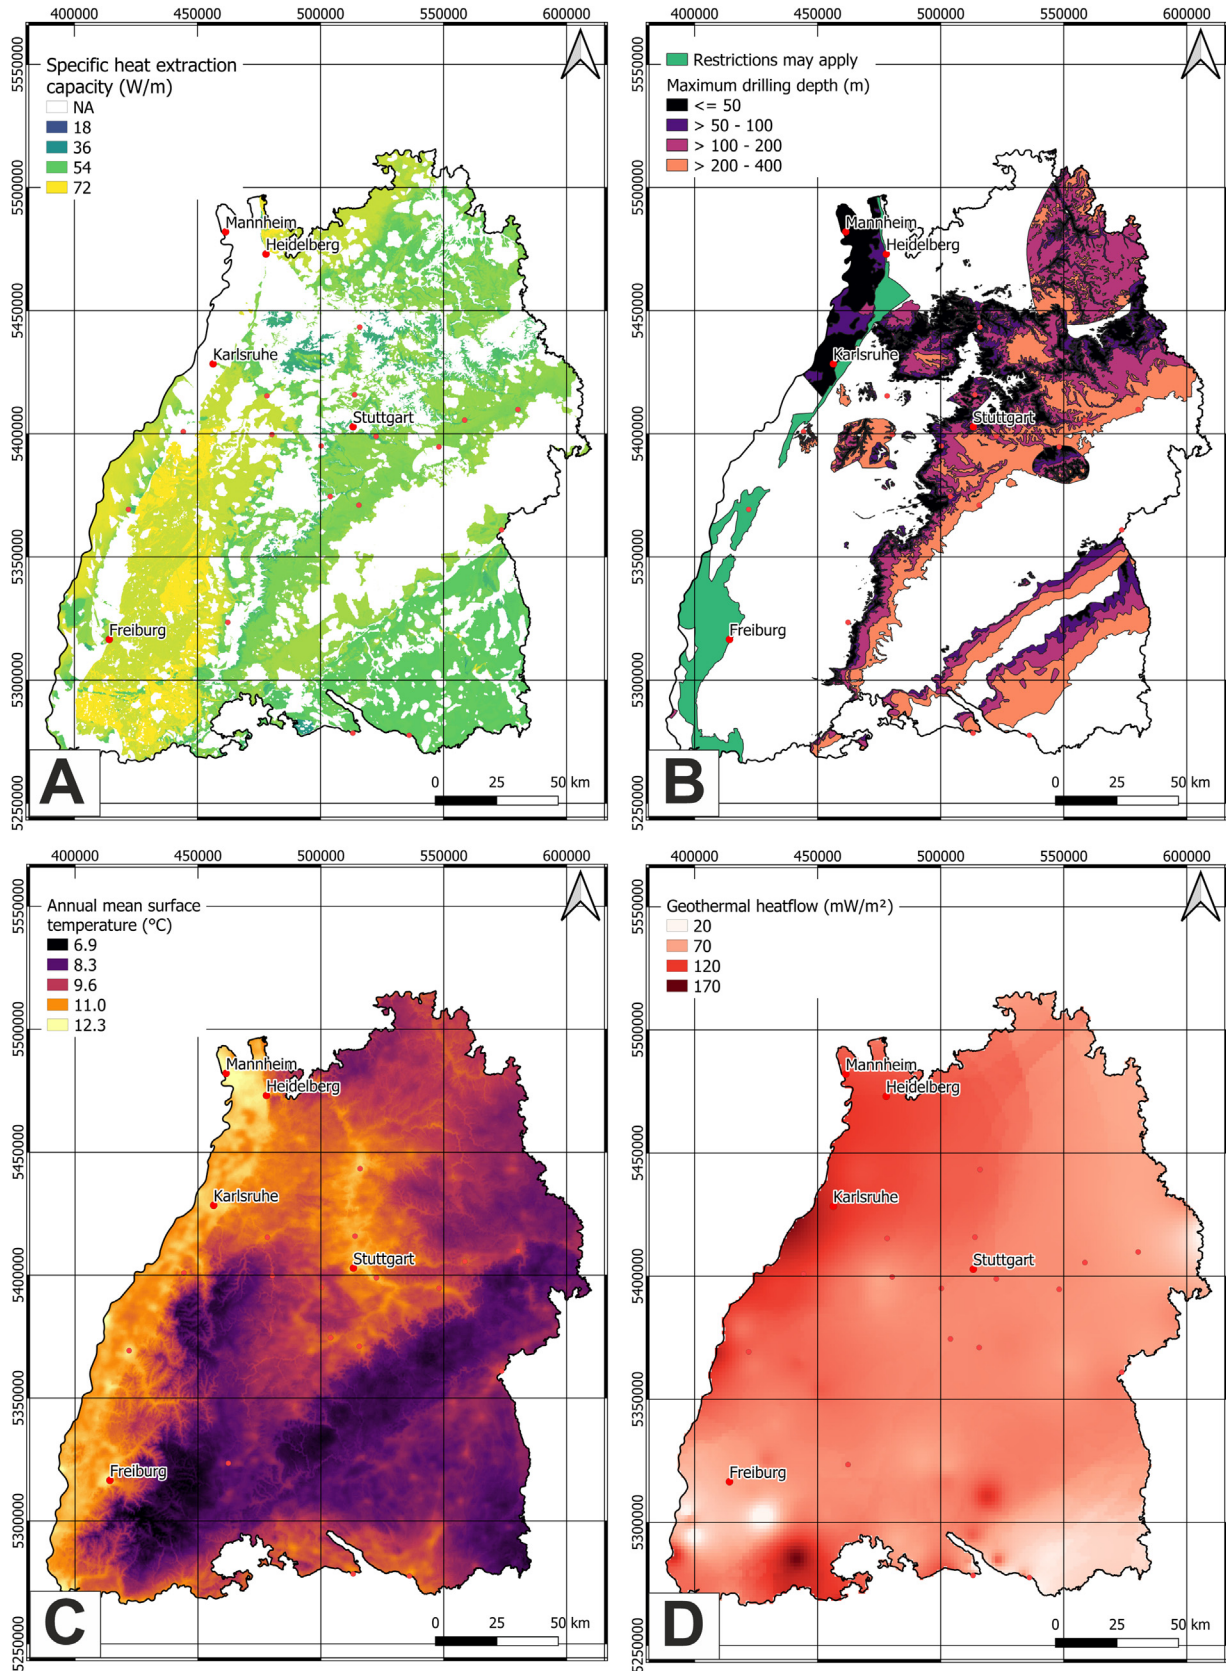 400000 450000 500000 550000 600000
5550000
5500000
5450000
5400000
5350000
5300000
5250000
Specific heat extraction
capacity (W/m)
NA
18
36
54
72
Mannheim
Heidelberg
Karlsruhe
Stuttgart
Freiburg
0 25 50 km
A
400000 450000 500000 550000 600000
5550000
5500000
5450000
5400000
5350000
5300000
5250000
Restrictions may apply
Maximum drilling depth (m)
<= 50
> 50 - 100
> 100 - 200
> 200 - 400
Mannheim
Heidelberg
Karlsruhe
Stuttgart
Freiburg
0 25 50 km
B
400000 450000 500000 550000 600000
5550000
5500000
5450000
5400000
5350000
5300000
5250000
Annual mean surface
temperature (°C)
6.9
8.3
9.6
11.0
12.3
Mannheim
Heidelberg
Karlsruhe
Stuttgart
Freiburg
0 25 50 km
C
400000 450000 500000 550000 600000
5550000
5500000
5450000
5400000
5350000
5300000
5250000
Geothermal heatflow (mW/m²)
20
70
120
170
Mannheim
Heidelberg
Karlsruhe
Stuttgart
Freiburg
0 25 50 km
D